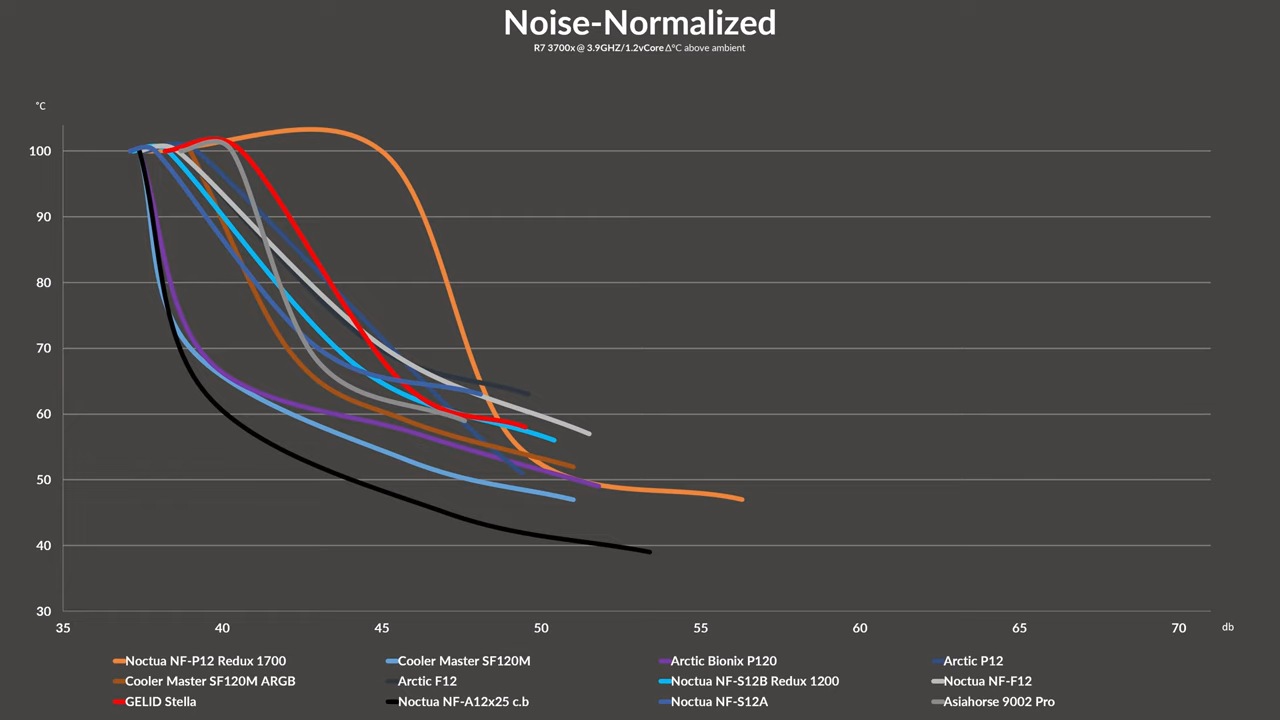 Noise-Normalized
R7 3700x @ 3.9GHZ/1.2vCore Δ°C above ambient
°C
100
90
80
70
60
50
40
30
35 40 45 50 55 60 65 70 db
Noctua NF-P12 Redux 1700 Cooler Master SF120M Arctic Bionix P120 Arctic P12
Cooler Master SF120M ARGB Arctic F12 Noctua NF-S12B Redux 1200 Noctua NF-F12
GELID Stella Noctua NF-A12x25 c.b Noctua NF-S12A Asiahorse 9002 Pro